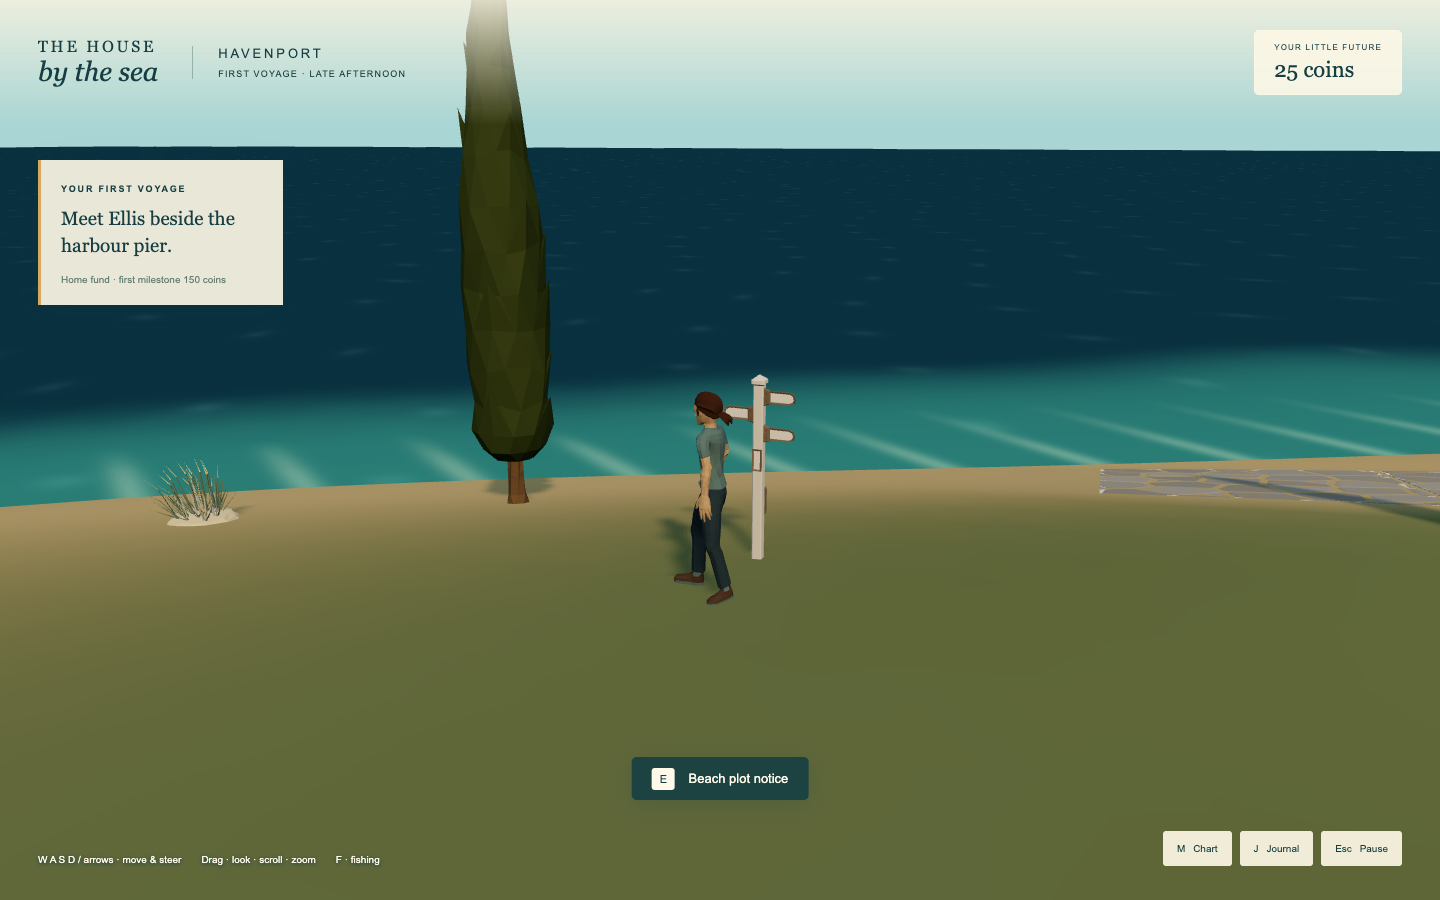 THE HOUSE
by the sea
HAVENPORT
FIRST VOYAGE · LATE AFTERNOON
YOUR LITTLE FUTURE
25 coins
YOUR FIRST VOYAGE
Meet Ellis beside the
harbour pier.
Home fund · first milestone 150 coins
E Beach plot notice
W A S D / arrows · move & steer Drag · look · scroll · zoom F · fishing
M Chart J Journal Esc Pause